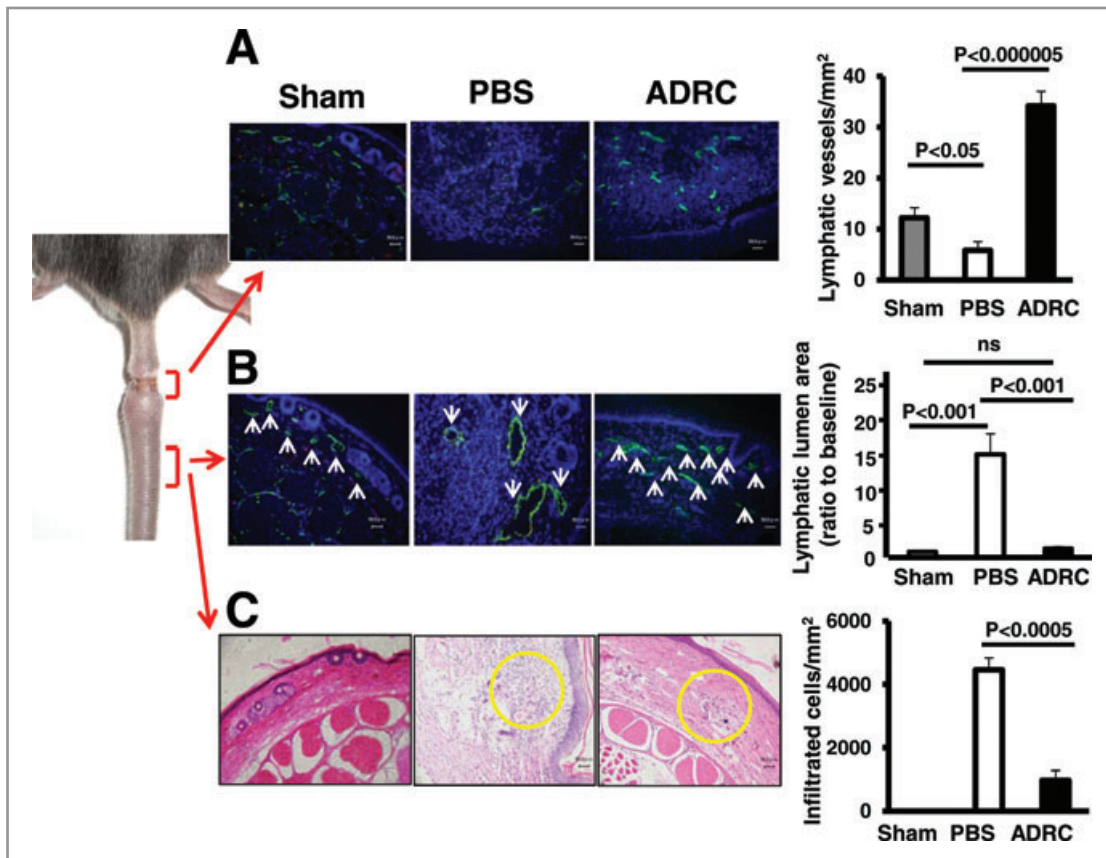 A
Sham
PBS
ADRC
Lymphatic vessels/mm²
40
30
20
10
0
P<0.000005
P<0.05
Sham PBS ADRC
B
Lymphatic lumen area
(ratio to baseline)
25
20
15
10
5
0
ns
P<0.001
P<0.001
Sham PBS ADRC
C
Infiltrated cells/mm²
6000
4000
2000
0
P<0.0005
Sham PBS ADRC